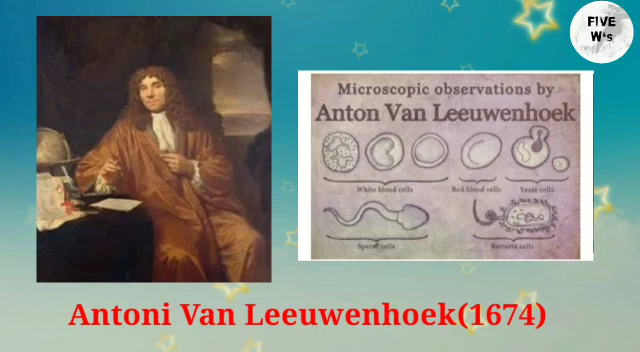 FIVE
W's
Microscopic observations by
Anton Van Leeuwenhoek
White blood cells
Red blood cells
Yeast cells
Sperm cells
Bacteria cells
Antoni Van Leeuwenhoek(1674)